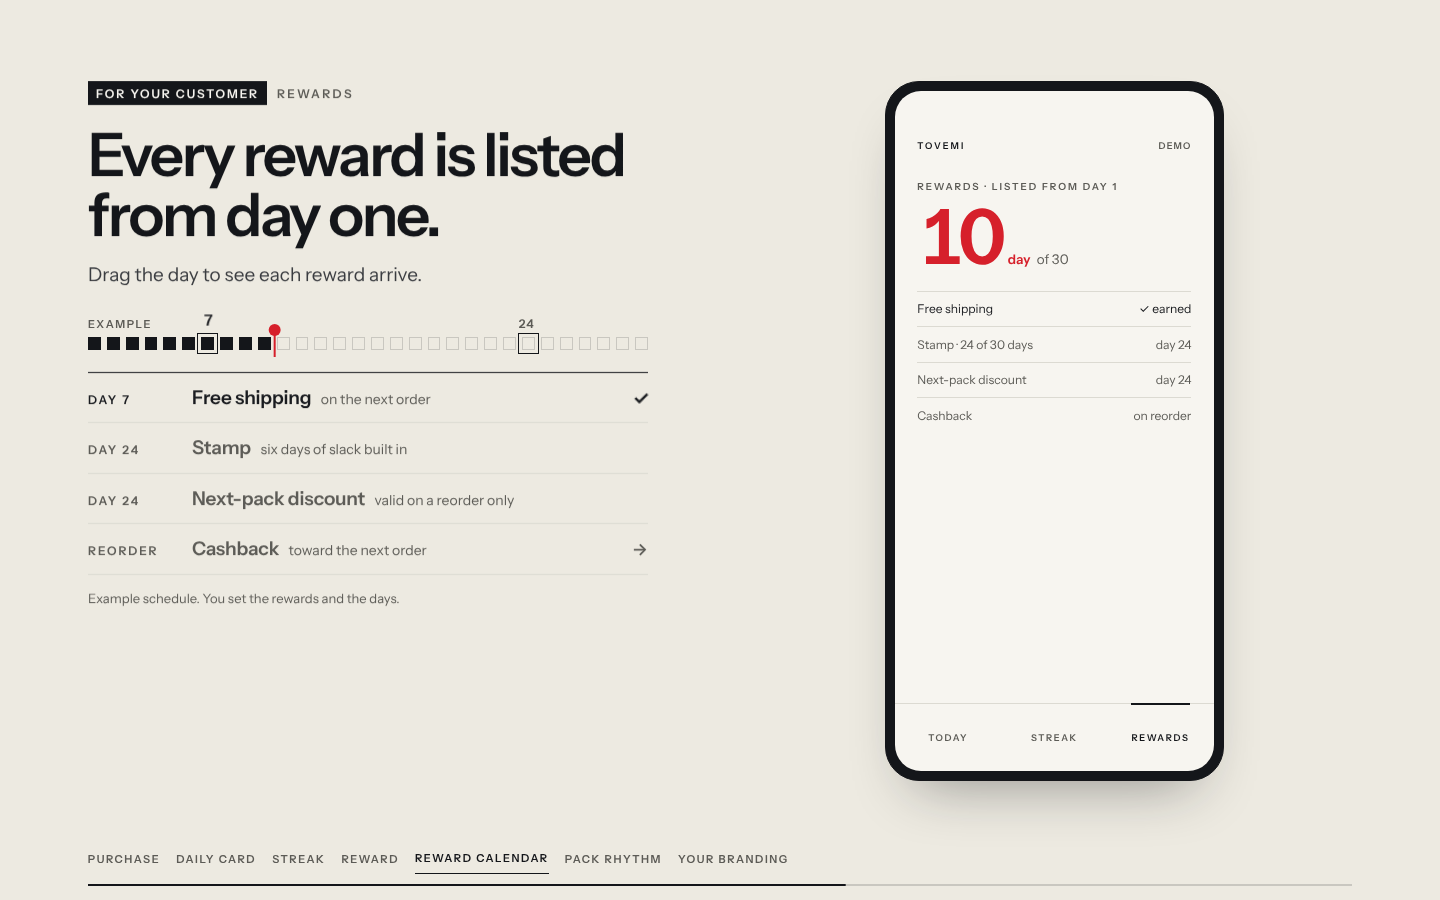 FOR YOUR CUSTOMER REWARDS
Every reward is listed
from day one.
Drag the day to see each reward arrive.
EXAMPLE 7 24
DAY 7 Free shipping on the next order
DAY 24 Stamp six days of slack built in
DAY 24 Next-pack discount valid on a reorder only
REORDER Cashback toward the next order →
Example schedule. You set the rewards and the days.
TOVEMI DEMO
REWARDS · LISTED FROM DAY 1
10 day of 30
Free shipping ✓ earned
Stamp · 24 of 30 days day 24
Next-pack discount day 24
Cashback on reorder
TODAY STREAK REWARDS
PURCHASE DAILY CARD STREAK REWARD REWARD CALENDAR PACK RHYTHM YOUR BRANDING